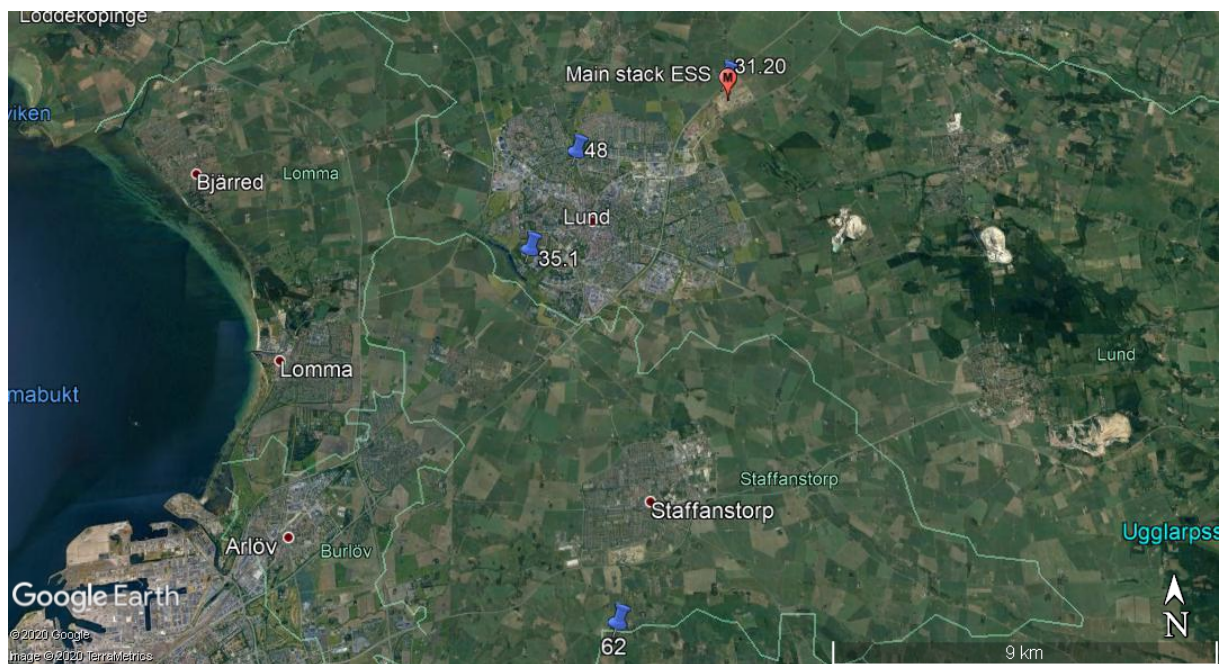 Löddeköpinge
Main stack ESS
M
31.20
viken
48
Bjärred
Lomma
Lund
35.1
Lomma
mabukt
Lund
Staffanstorp
Staffanstorp
Arlöv
Burlöv
Ugglarpss
Google Earth
N
© 2020 Google
Image © 2020 TerraMetrics
62
9 km